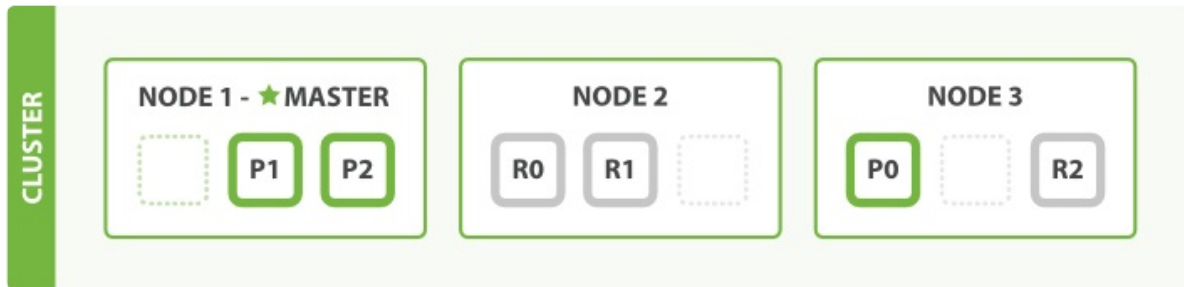 CLUSTER
NODE 1 - ★ MASTER
P1
P2
NODE 2
R0
R1
NODE 3
P0
R2